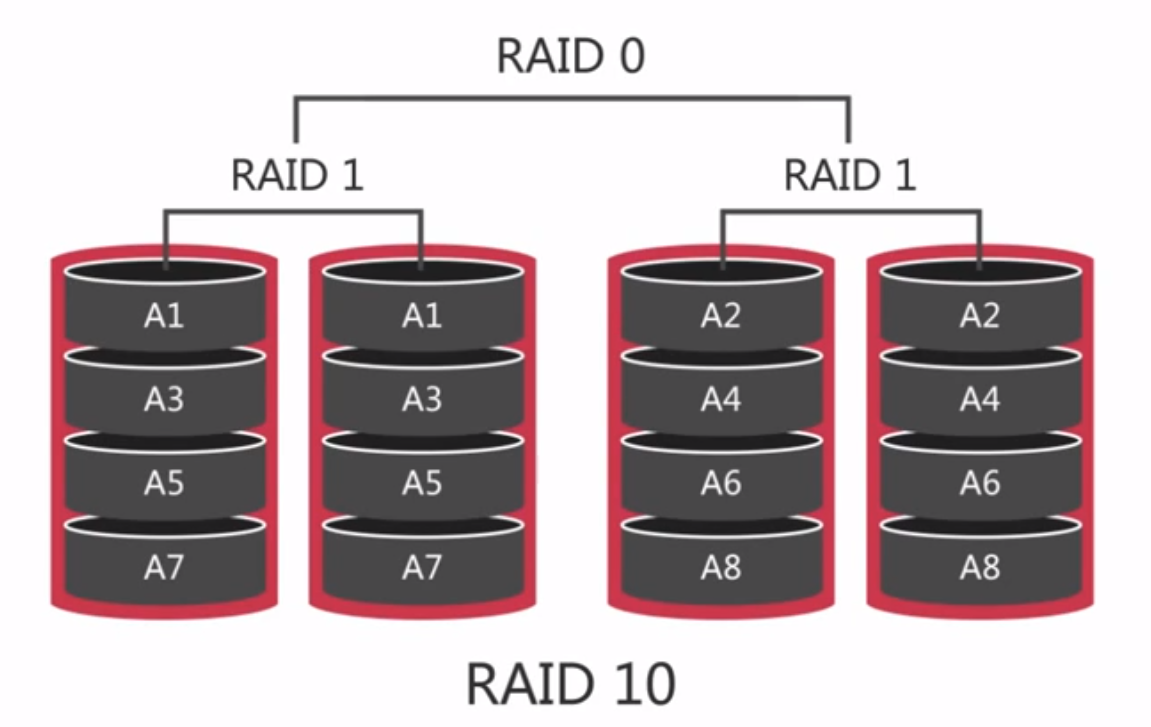 RAID 0
RAID 1 RAID 1
A1 A1 A2 A2
A3 A3 A4 A4
A5 A5 A6 A6
A7 A7 A8 A8
RAID 10